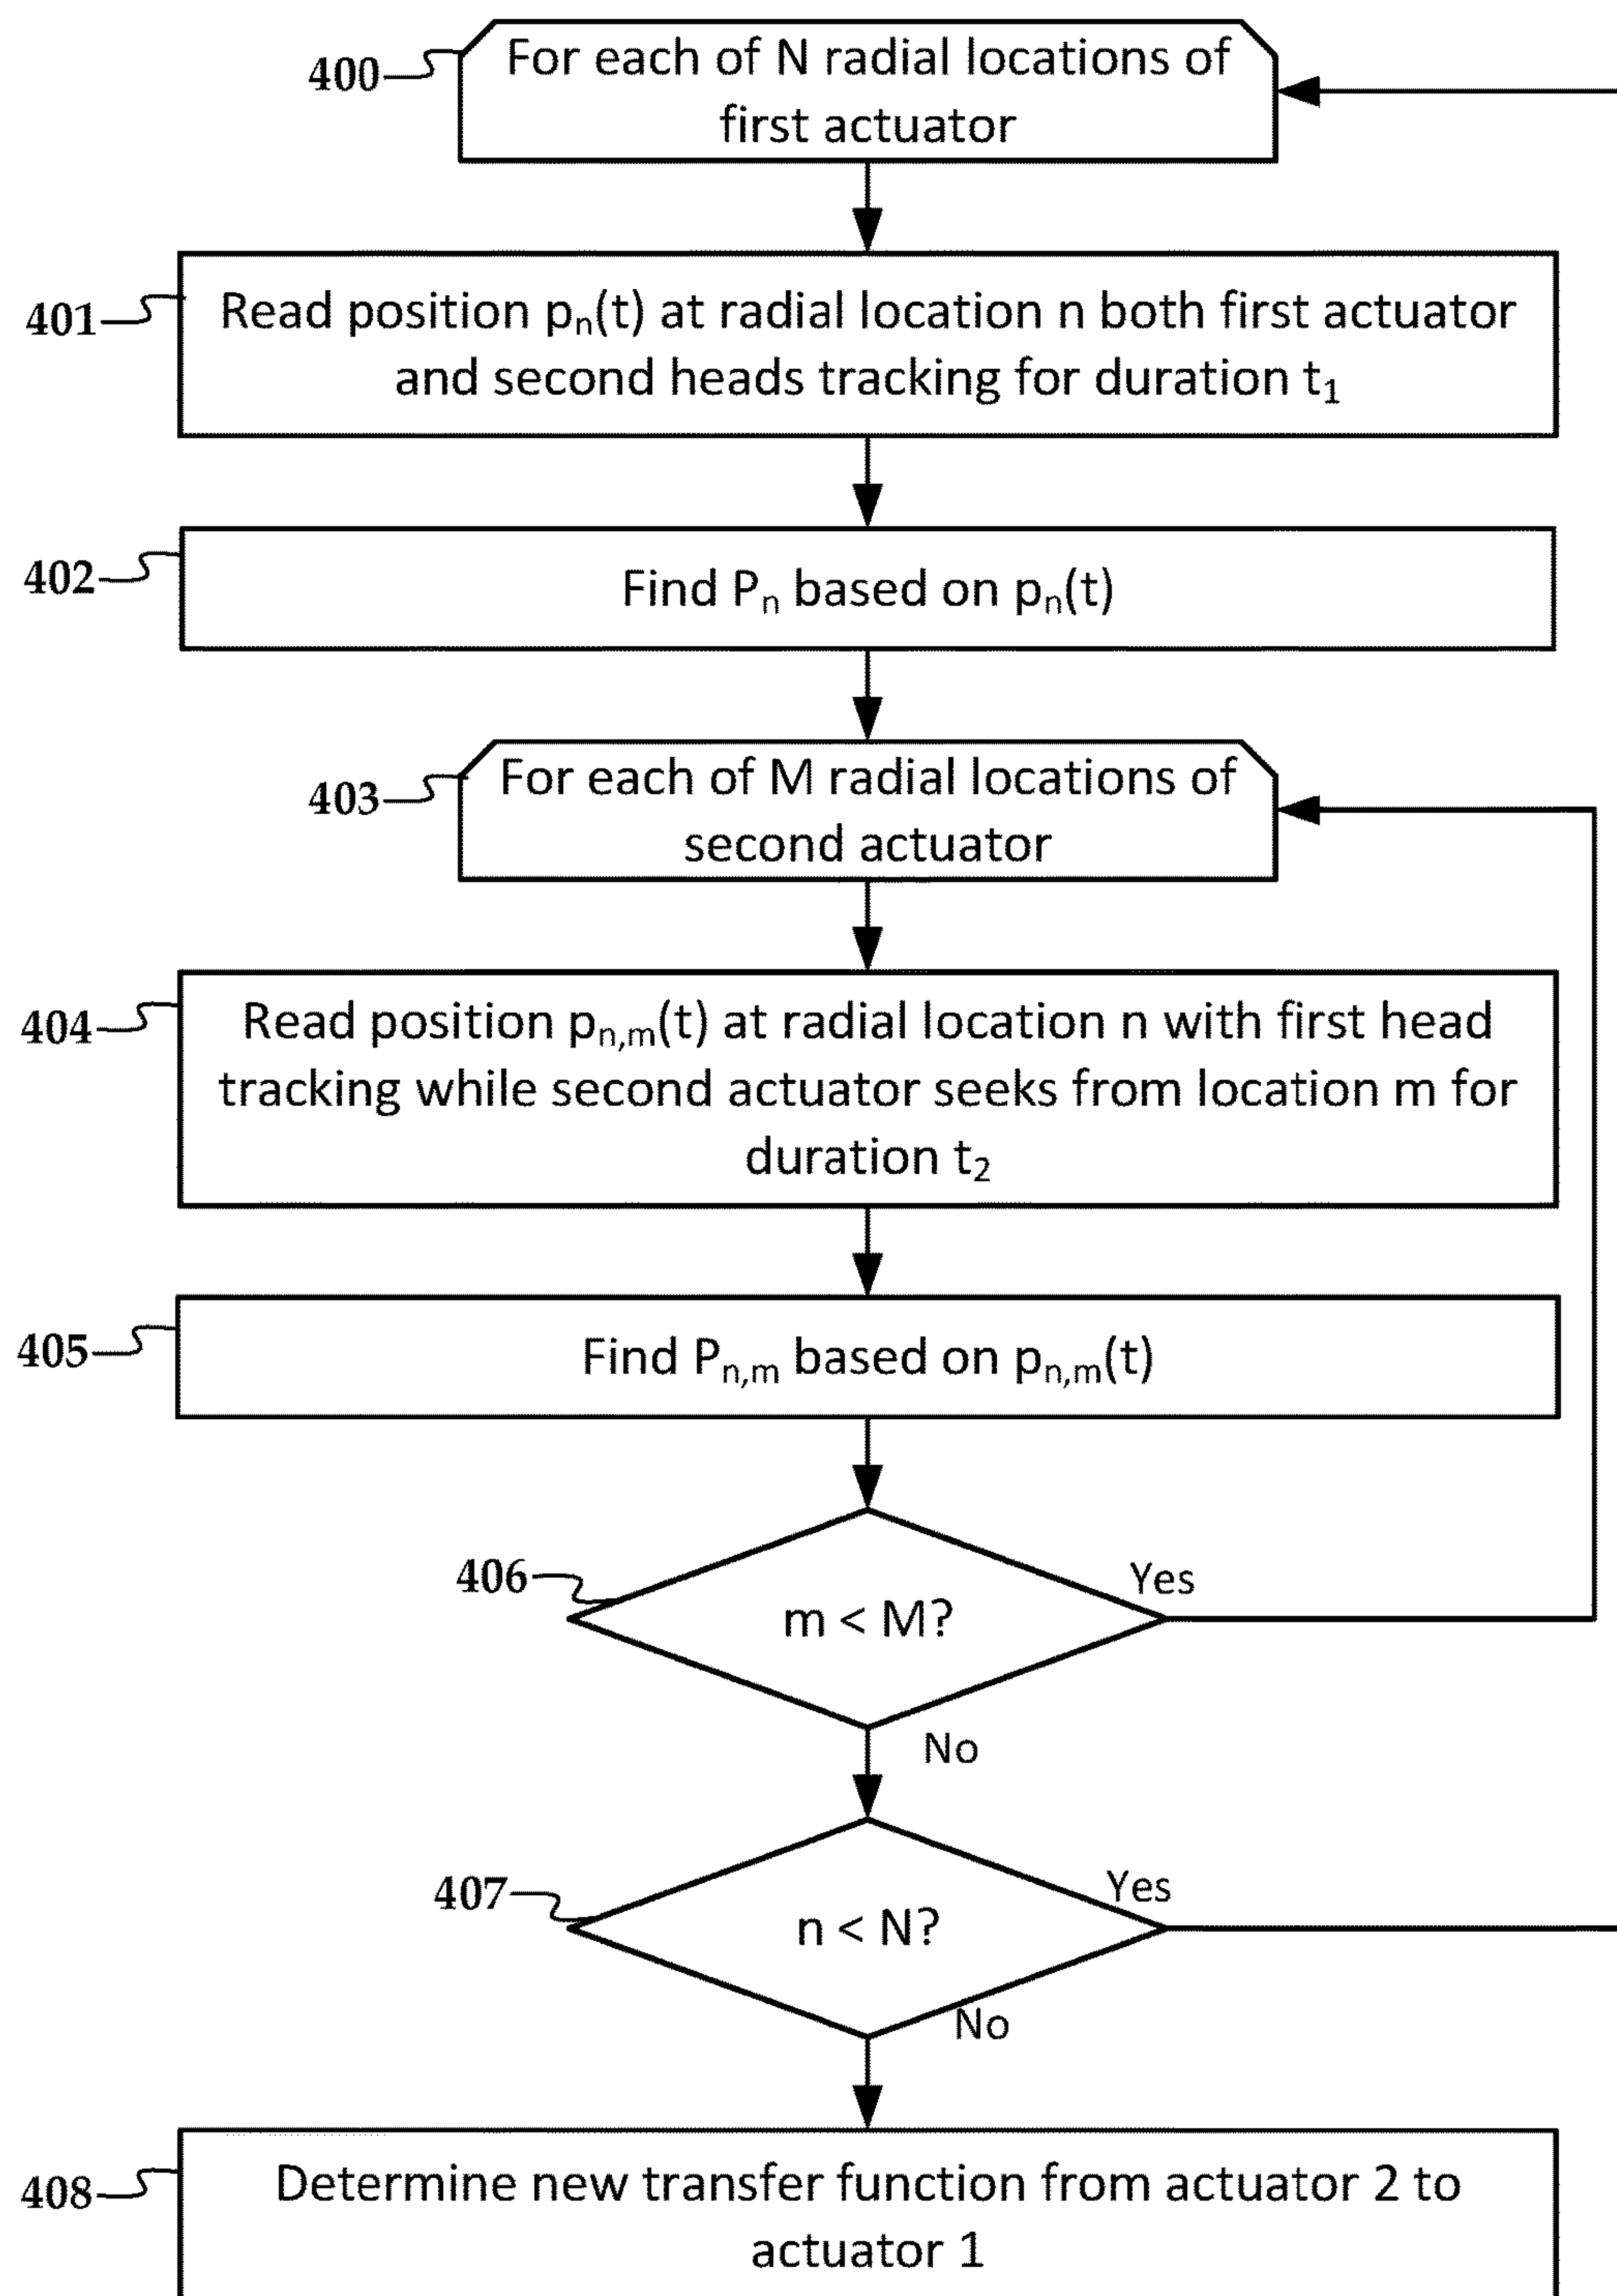 400
For each of N radial locations of
first actuator
401
Read position pₙ(t) at radial location n both first actuator
and second heads tracking for duration t₁
402
Find Pₙ based on pₙ(t)
403
For each of M radial locations of
second actuator
404
Read position pₙ,ₘ(t) at radial location n with first head
tracking while second actuator seeks from location m for
duration t₂
405
Find Pₙ,ₘ based on pₙ,ₘ(t)
406
m < M?
Yes
No
407
n < N?
Yes
No
408
Determine new transfer function from actuator 2 to
actuator 1